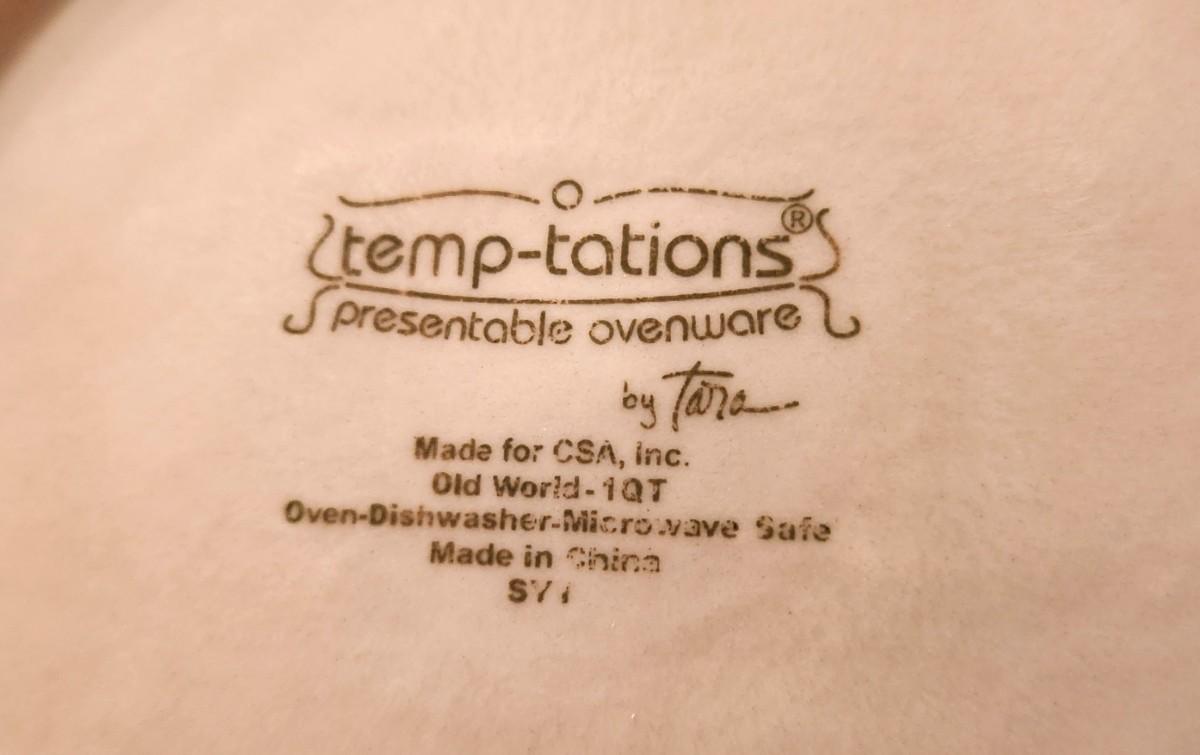 temp-tations®
presentable ovenware
by Tara
Made for CSA, Inc.
Old World-1QT
Oven-Dishwasher-Microwave Safe
Made in China